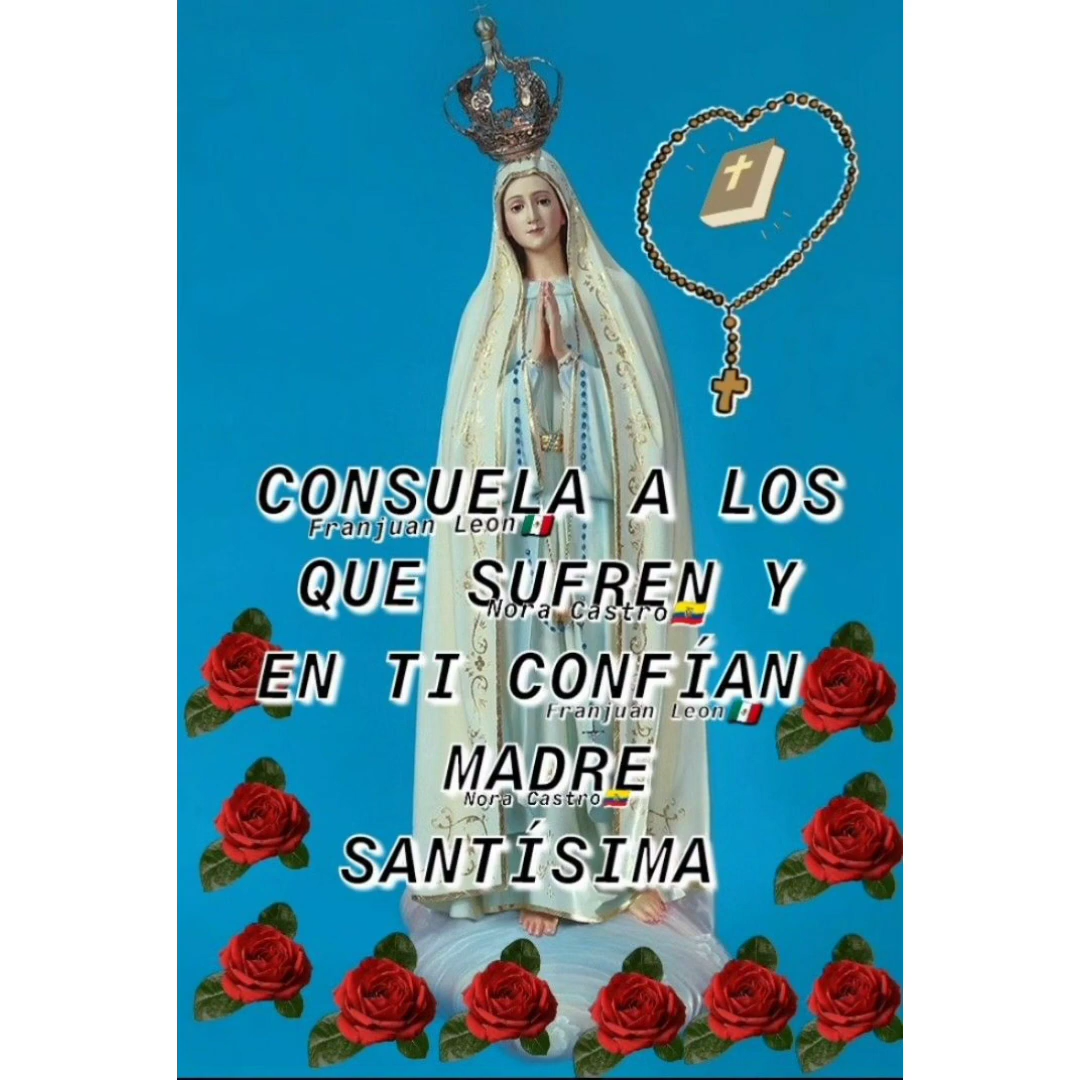 CONSUELA A LOS
Franjuan Leon🇲🇽
QUE SUFREN Y
Nora Castro🇪🇨
EN TI CONFÍAN
Franjuan Leon🇲🇽
MADRE
Nora Castro🇪🇨
SANTÍSIMA